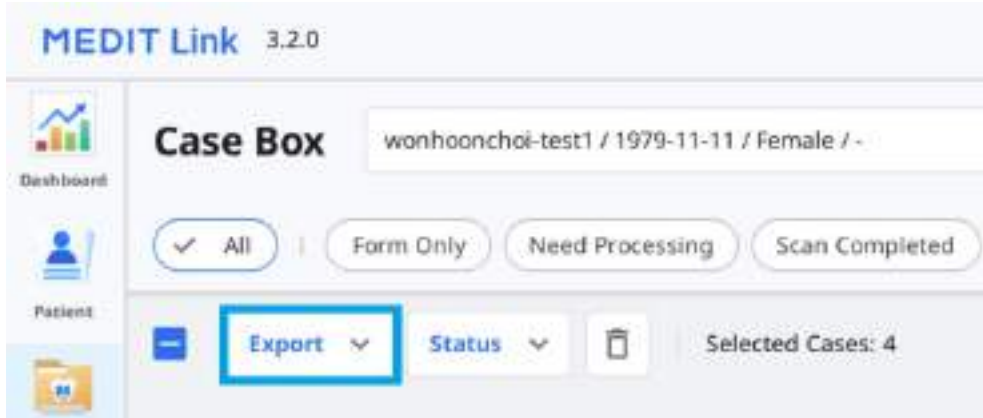 MEDIT Link 3.2.0
Dashboard
Case Box wonhoonchoi-test1 / 1979-11-11 / Female / -
All Form Only Need Processing Scan Completed
Patient
Export Status Selected Cases: 4